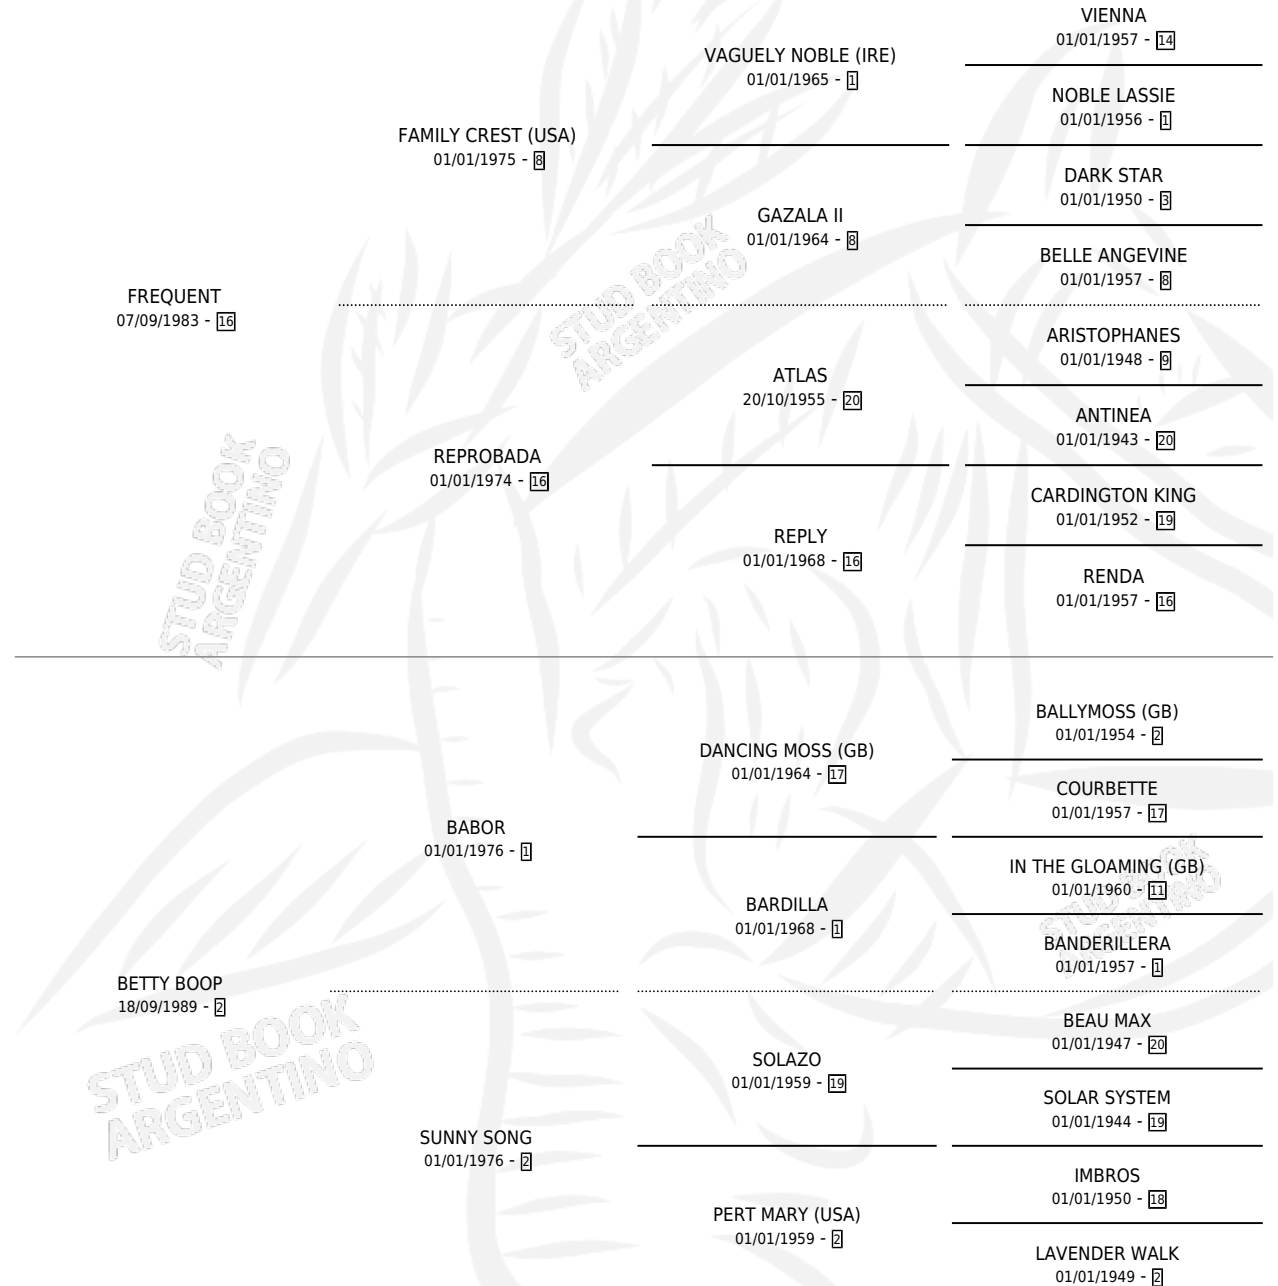 VIENNA
01/01/1957 - 14
VAGUELY NOBLE (IRE)
01/01/1965 - 1
NOBLE LASSIE
01/01/1956 - 1
FAMILY CREST (USA)
01/01/1975 - 8
DARK STAR
01/01/1950 - 3
GAZALA II
01/01/1964 - 8
BELLE ANGEVINE
01/01/1957 - 8
FREQUENT
07/09/1983 - 16
ARISTOPHANES
01/01/1948 - 9
ATLAS
20/10/1955 - 20
ANTINEA
01/01/1943 - 20
REPROBADA
01/01/1974 - 16
CARDINGTON KING
01/01/1952 - 19
REPLY
01/01/1968 - 16
RENDA
01/01/1957 - 16
BALLYMOSS (GB)
01/01/1954 - 2
DANCING MOSS (GB)
01/01/1964 - 17
COURBETTE
01/01/1957 - 17
BABOR
01/01/1976 - 1
IN THE GLOAMING (GB)
01/01/1960 - 11
BARDILLA
01/01/1968 - 1
BANDERILLERA
01/01/1957 - 1
BETTY BOOP
18/09/1989 - 2
BEAU MAX
01/01/1947 - 20
SOLAZO
01/01/1959 - 19
SOLAR SYSTEM
01/01/1944 - 19
SUNNY SONG
01/01/1976 - 2
IMBROS
01/01/1950 - 18
PERT MARY (USA)
01/01/1959 - 2
LAVENDER WALK
01/01/1949 - 2
STUD BOOK
ARGENTINO
STUD BOOK
ARGENTINO
STUD BOOK
ARGENTINO
STUD BOOK
ARGENTINO